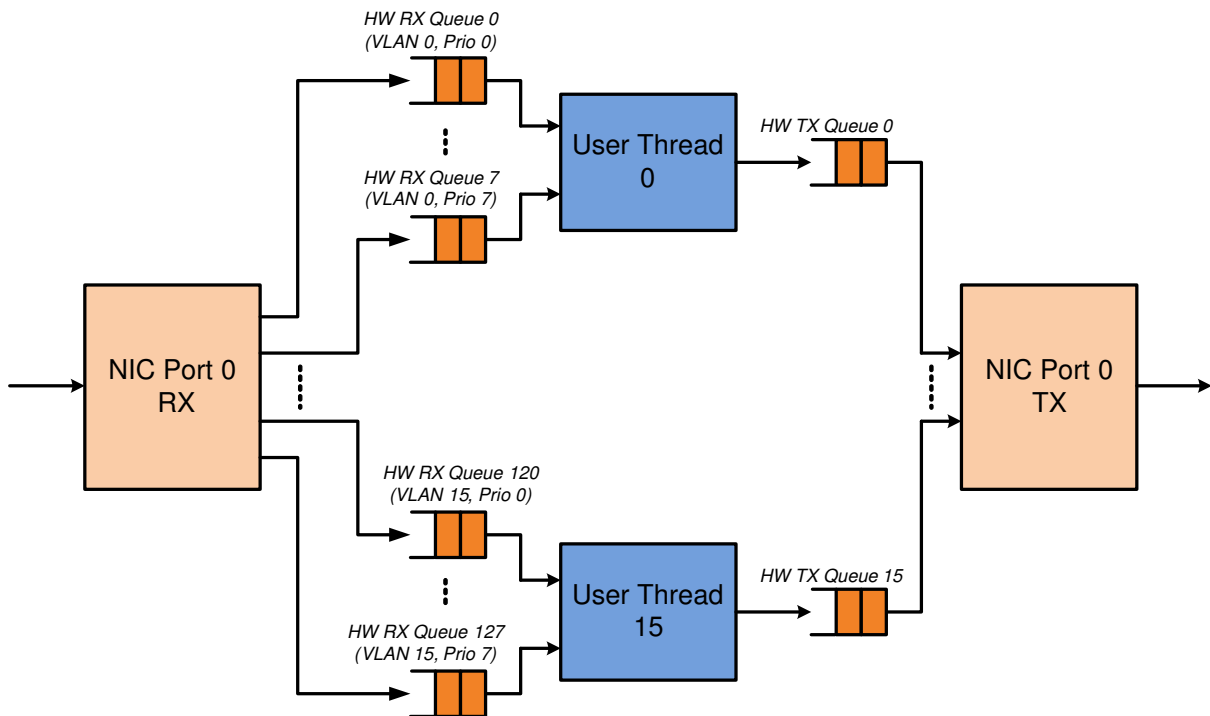 HW RX Queue 0
(VLAN 0, Prio 0)
User Thread
0
HW TX Queue 0
HW RX Queue 7
(VLAN 0, Prio 7)
NIC Port 0
RX
NIC Port 0
TX
HW RX Queue 120
(VLAN 15, Prio 0)
User Thread
15
HW TX Queue 15
HW RX Queue 127
(VLAN 15, Prio 7)